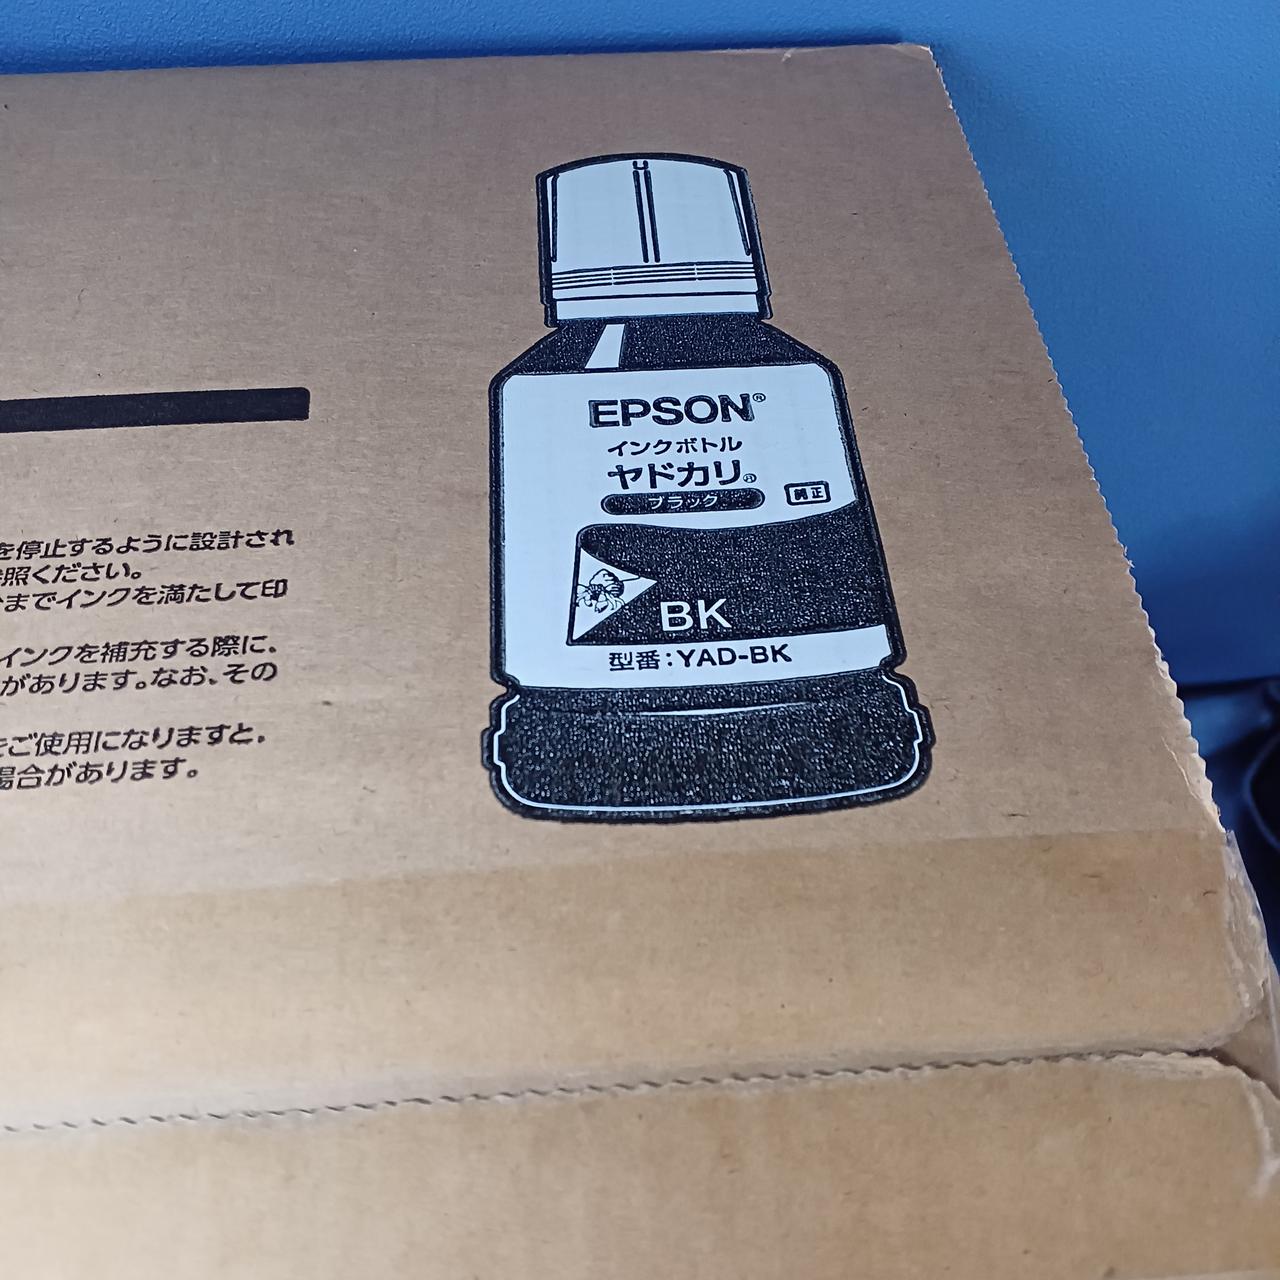 を停止するように設計され
照ください。
までインクを満たして印
インクを補充する際に、
があります。なお、その
をご使用になりますと、
場合があります。
EPSON®
インクボトル
ヤドカリ®
ブラック
純正
BK
型番：YAD-BK